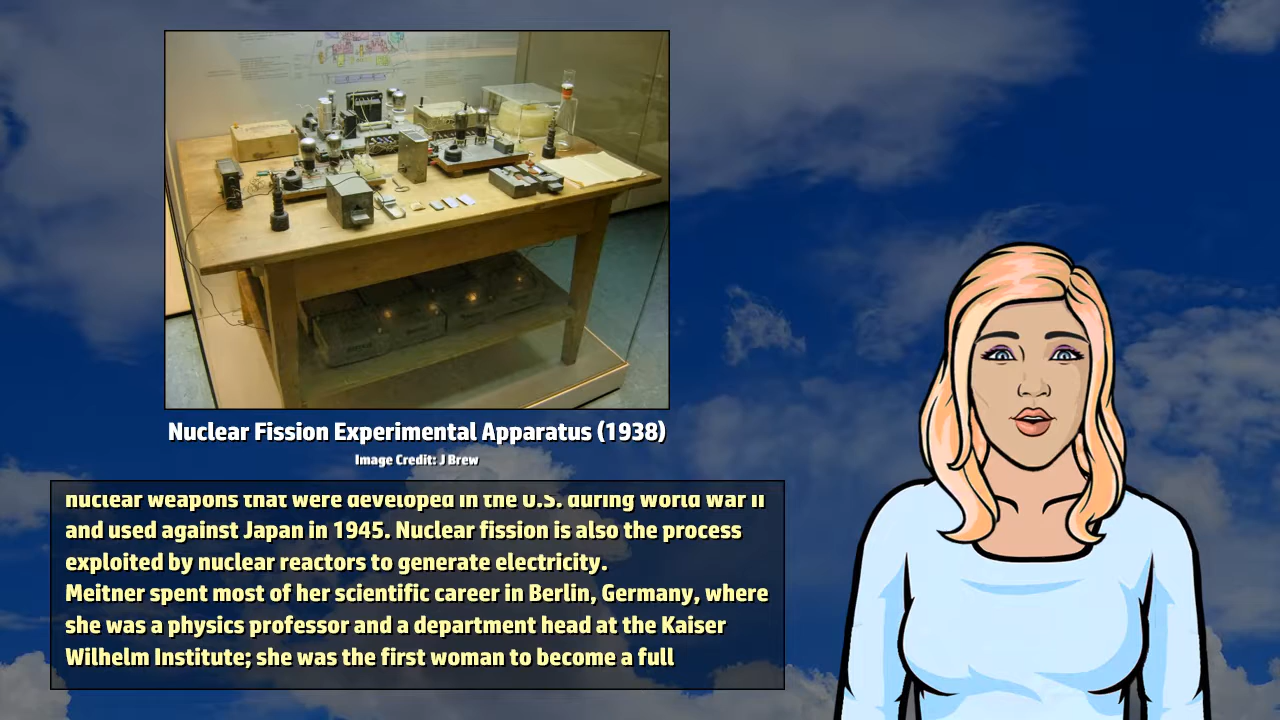 Nuclear Fission Experimental Apparatus (1938)
Image Credit: J Brew
nuclear weapons that were developed in the U.S. during World War II
and used against Japan in 1945. Nuclear fission is also the process
exploited by nuclear reactors to generate electricity.
Meitner spent most of her scientific career in Berlin, Germany, where
she was a physics professor and a department head at the Kaiser
Wilhelm Institute; she was the first woman to become a full